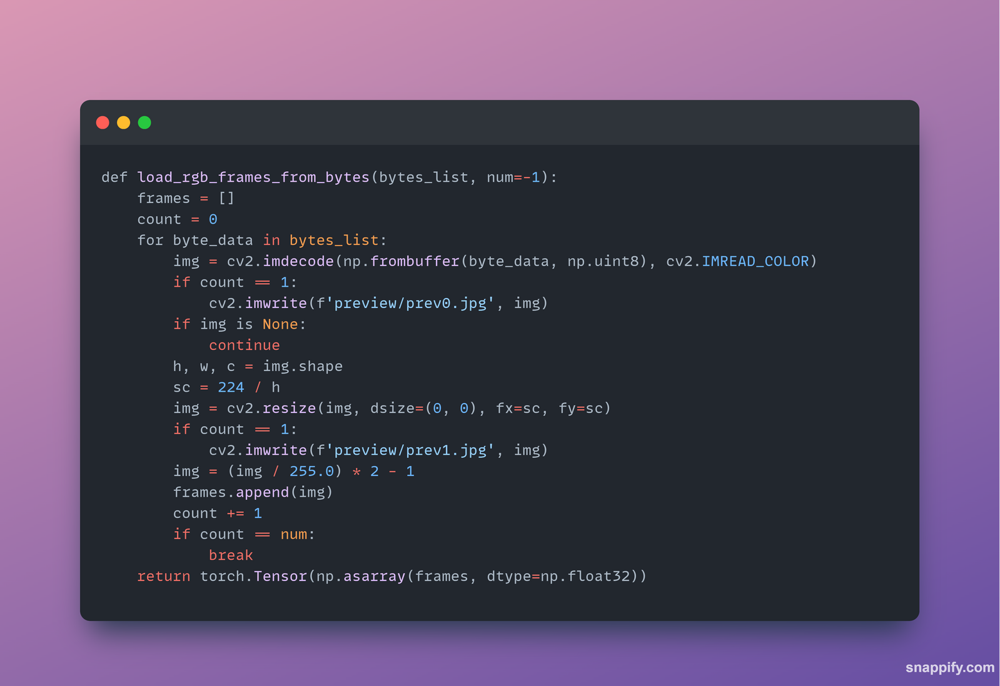 def load_rgb_frames_from_bytes(bytes_list, num=-1):
    frames = []
    count = 0
    for byte_data in bytes_list:
        img = cv2.imdecode(np.frombuffer(byte_data, np.uint8), cv2.IMREAD_COLOR)
        if count == 1:
            cv2.imwrite(f'preview/prev0.jpg', img)
        if img is None:
            continue
        h, w, c = img.shape
        sc = 224 / h
        img = cv2.resize(img, dsize=(0, 0), fx=sc, fy=sc)
        if count == 1:
            cv2.imwrite(f'preview/prev1.jpg', img)
        img = (img / 255.0) * 2 - 1
        frames.append(img)
        count += 1
        if count == num:
            break
    return torch.Tensor(np.asarray(frames, dtype=np.float32))
snappify.com